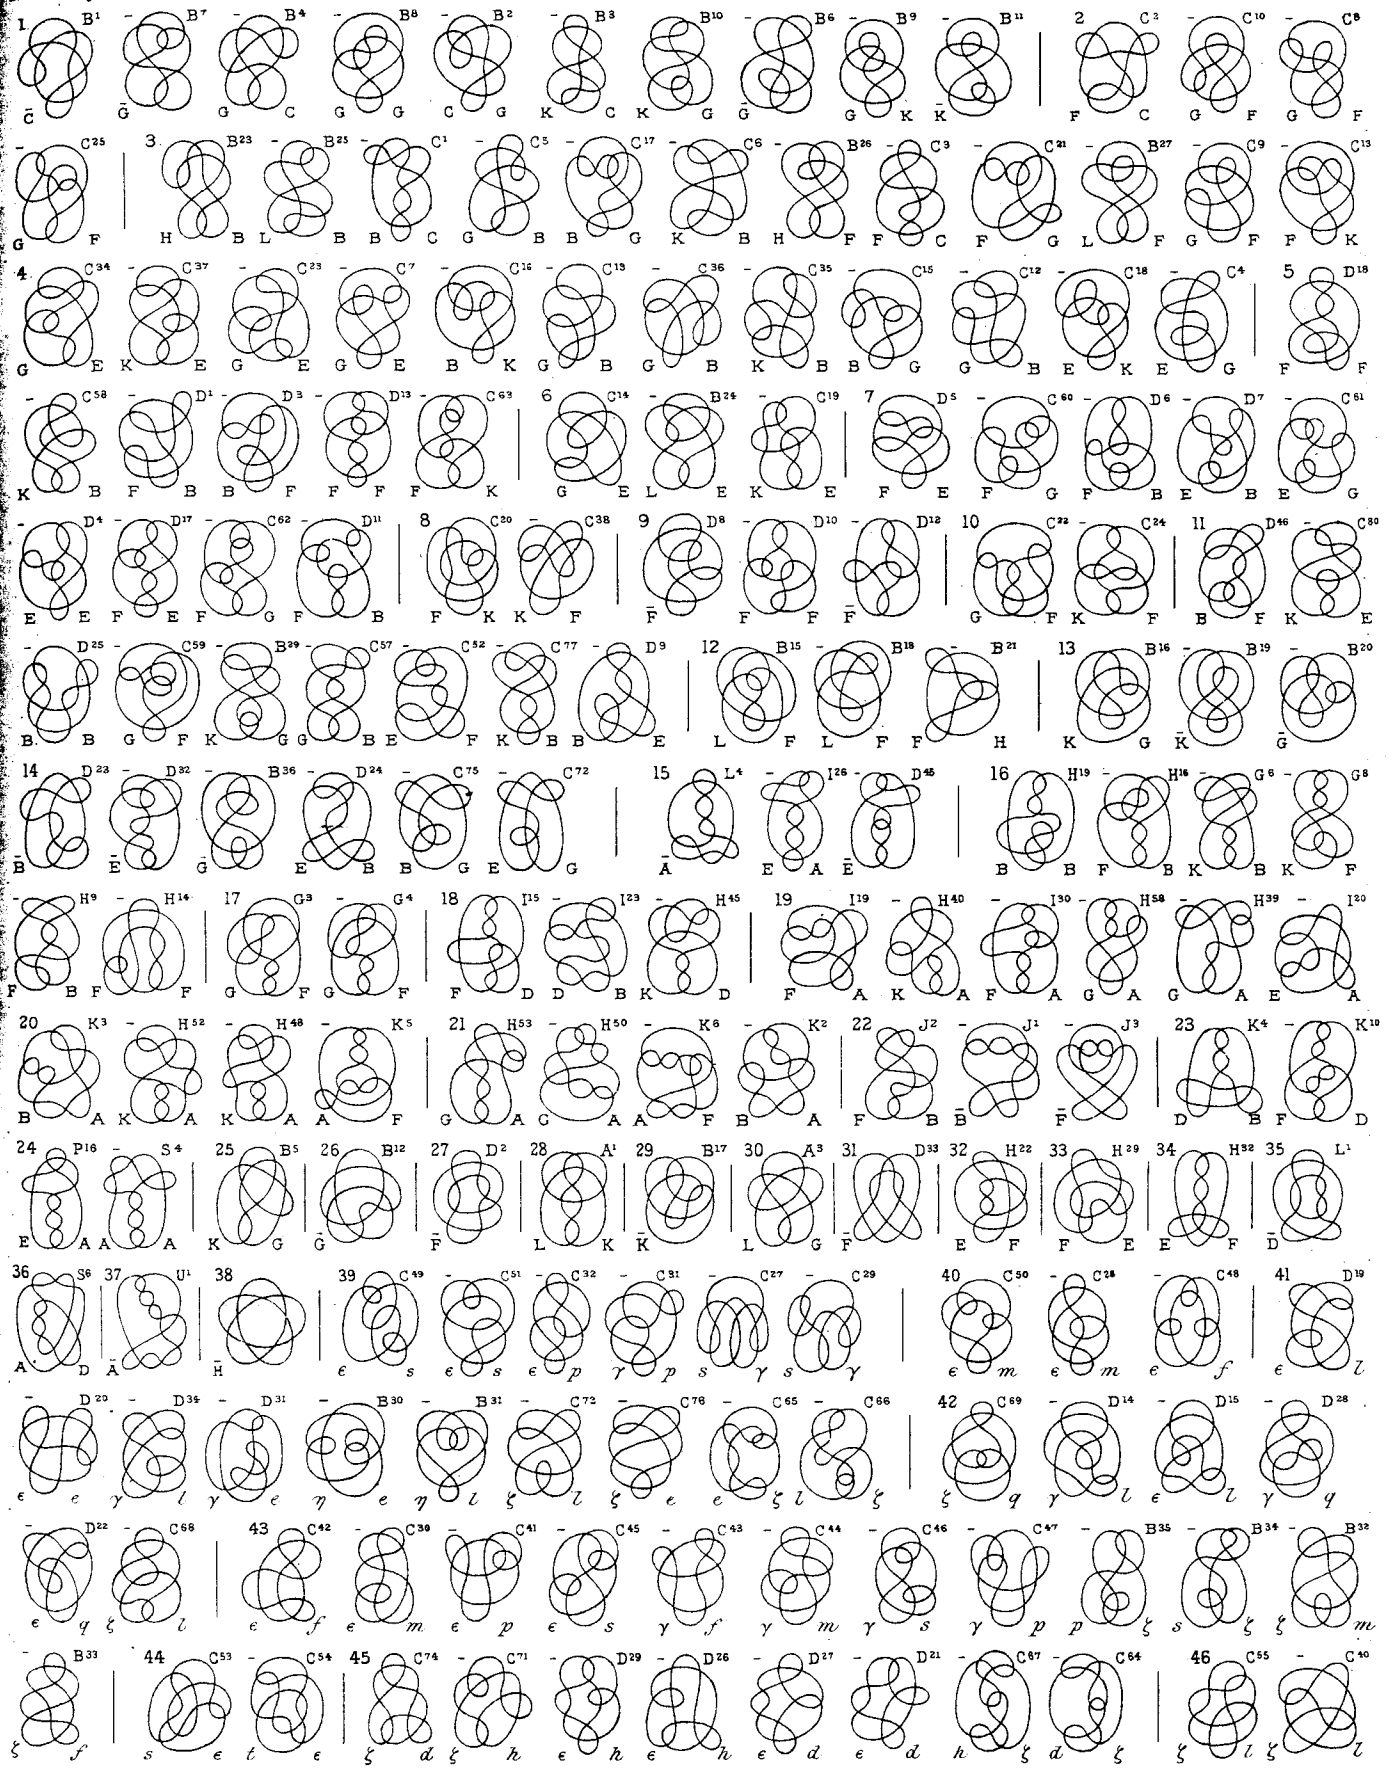 1 B¹ - B⁷ - B⁴ - B⁸ - B² - B³ - B¹⁰ - B⁶ - B⁹ - B¹¹ 2 C² - C¹⁰ - C⁸
C̄ Ḡ G C G G C G K C K G Ḡ G K K̄ F C G F G F
- C²⁵ 3 - B²³ - B²⁵ - C¹ - C⁵ - C¹⁷ - C⁶ - B²⁶ - C³ - C²¹ - B²⁷ - C⁹ - C¹³
G F H B L B B C G B B G K B H F F C F G L F G F F K
4 C³⁴ - C³⁷ - C²³ - C⁷ - C¹⁶ - C¹³ - C³⁶ - C³⁵ - C¹⁵ - C¹² - C¹⁸ - C⁴ 5 D¹⁸
G E K E G E G E B K G B G B K B B G G B E K E G F F
- C⁵⁸ - D¹ - D³ - D¹³ - C⁶³ 6 C¹⁴ - B²⁴ - C¹⁹ 7 D⁵ - C⁶⁰ - D⁶ - D⁷ - C⁶¹
K B F B B F F F F K G E L E K E F E F G F B E B E G
- D⁴ - D¹⁷ - C⁶² - D¹¹ 8 C²⁰ - C³⁸ 9 D⁸ - D¹⁰ - D¹² 10 C²² - C²⁴ 11 D⁴⁶ - C⁸⁰
E E F E F G F B F K K F F̄ F F F̄ G F K F B F K E
- D²⁵ - C⁵⁹ - B²⁹ - C⁵⁷ - C⁵² - C⁷⁷ - D⁹ 12 B¹⁵ - B¹⁸ - B²¹ 13 B¹⁶ - B¹⁹ - B²⁰
B B G F K G G B E F K B B E L F L F F H K G K̄ Ḡ
14 D²³ - D³² - B³⁶ - D²⁴ - C⁷⁵ - C⁷² 15 L⁴ - I²⁶ - D⁴⁵ 16 H¹⁹ - H¹⁶ - G⁶ - G⁸
B̄ Ē Ḡ E B B G E G Ā E A Ē B B F B K B K F
- H⁹ - H¹⁴ 17 G³ - G⁴ 18 I¹⁵ - I²³ - H⁴⁵ 19 I¹⁹ - H⁴⁰ - I³⁰ - H⁵⁸ - H³⁹ - I²⁰
F B F F G F G F F D D B K D F A K A F A G A G A E A
20 K³ - H⁵² - H⁴⁸ - K⁵ 21 H⁵³ - H⁵⁰ - K⁶ - K² 22 J² - J¹ - J³ 23 K⁴ - K¹⁰
B A K A K A A F G A G A A F B A F B B̄ F̄ D B F D
24 P¹⁶ - S⁴ 25 B⁵ 26 B¹² 27 D² 28 A¹ 29 B¹⁷ 30 A³ 31 D³³ 32 H²² 33 H²⁹ 34 H³² 35 L¹
E A A A K G Ḡ F̄ L K K̄ L G F̄ E F F E E F D̄
36 S⁶ 37 U¹ 38 39 C⁴⁹ - C⁵¹ - C³² - C³¹ - C²⁷ - C²⁹ 40 C⁵⁰ - C²⁸ - C⁴⁸ 41 D¹⁹
A D Ā H̄ ϵ s ϵ s ϵ p γ p s γ s γ ϵ m ϵ m e f ϵ l
- D²⁰ - D³⁴ - D³¹ - B³⁰ - B³¹ - C⁷³ - C⁷⁶ - C⁶⁵ - C⁶⁶ 42 C⁶⁹ - D¹⁴ - D¹⁵ - D²⁸
ϵ e γ l γ e η e η l ζ l ζ e e ζ l ζ ζ q γ l ϵ l γ q
- D²² - C⁶⁸ 43 C⁴² - C³⁰ - C⁴¹ - C⁴⁵ - C⁴³ - C⁴⁴ - C⁴⁶ - C⁴⁷ - B³⁵ - B³⁴ - B³²
ϵ q ζ l ϵ f ϵ m ϵ p ϵ s γ f γ m γ s γ p p ζ s ζ ζ m
- B³³ 44 C⁵³ - C⁵⁴ 45 C⁷⁴ - C⁷¹ - D²⁹ - D²⁶ - D²⁷ - D²¹ - C⁶⁷ - C⁶⁴ 46 C⁵⁵ - C⁴⁰
ζ f s ϵ t ϵ ζ d ζ h ϵ h ϵ h ϵ d ϵ d h ζ d ζ ζ l ζ l